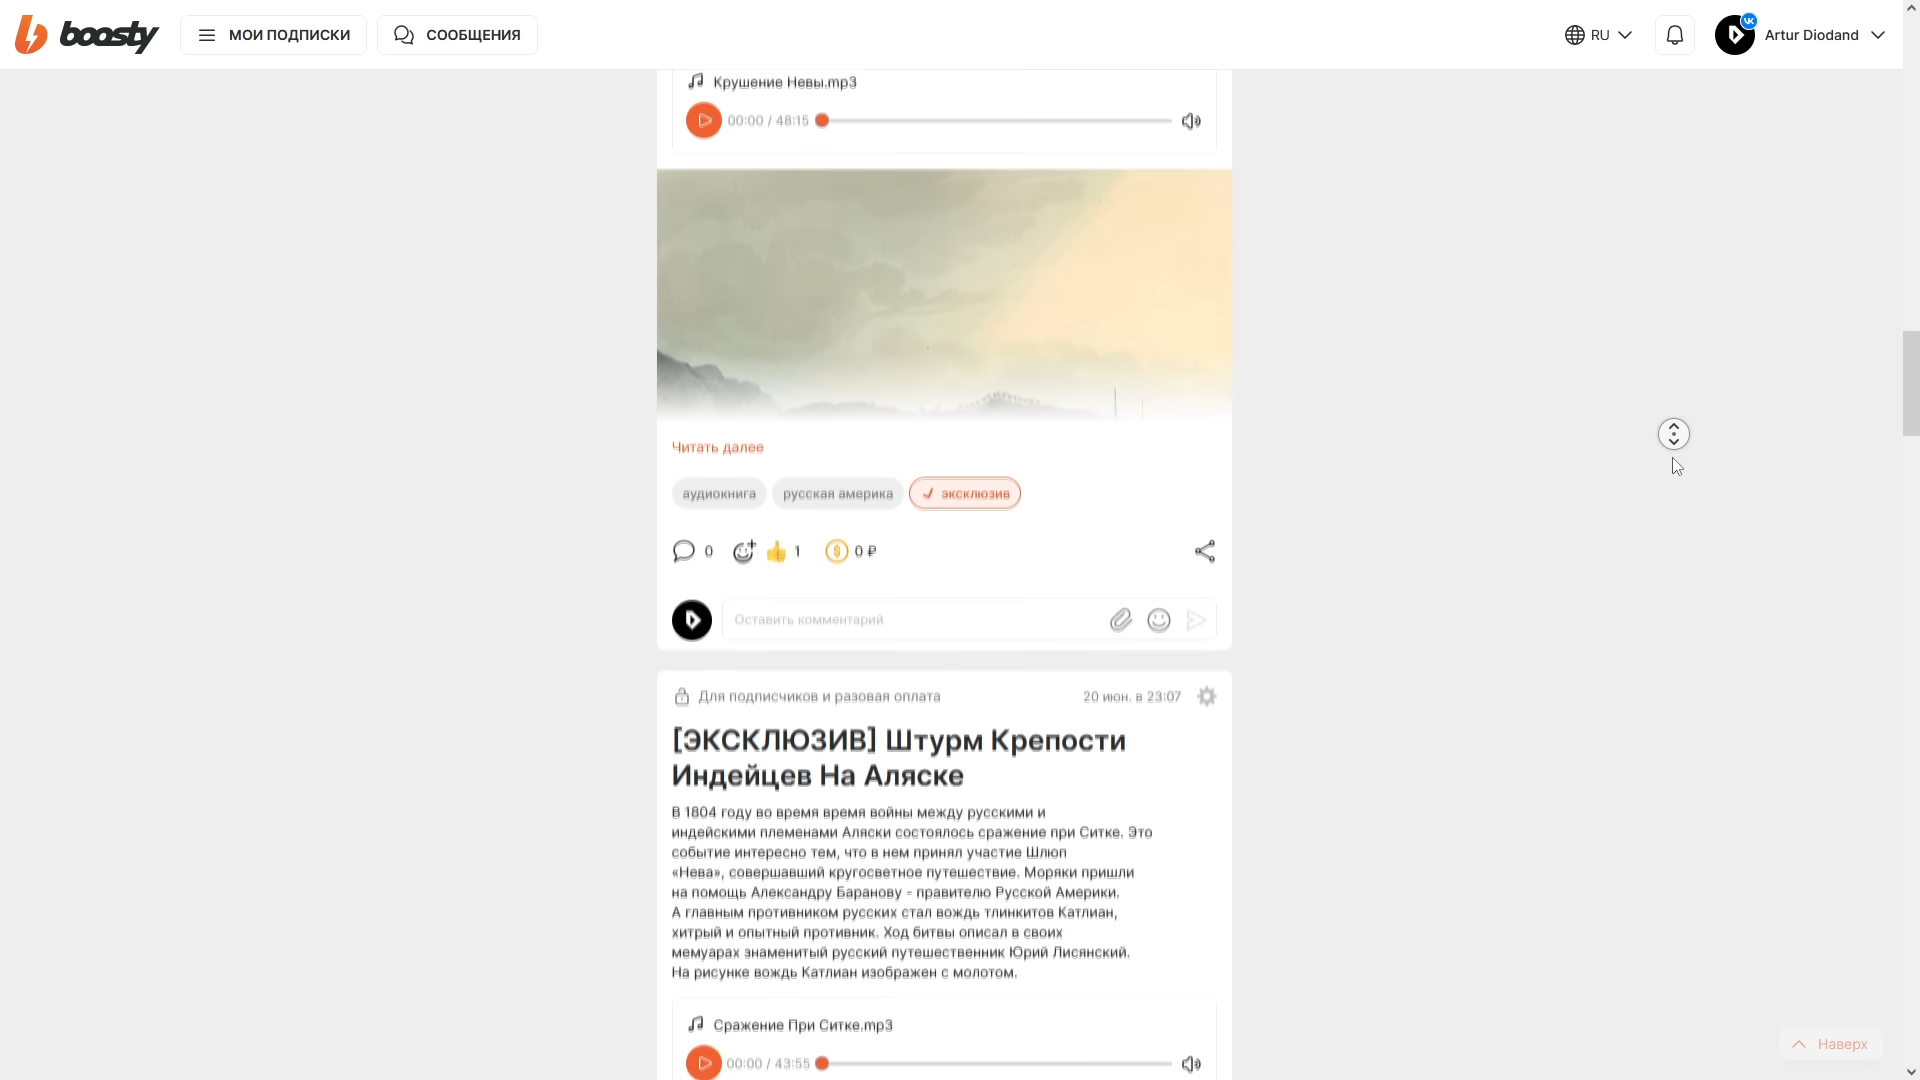 boosty
МОИ ПОДПИСКИ
СООБЩЕНИЯ
RU
Artur Diodand
Крушение Невы.mp3
00:00 / 48:15
Читать далее
аудиокнига
русская америка
эксклюзив
0
1
0 ₽
Оставить комментарий
Для подписчиков и разовая оплата
20 июн. в 23:07
[ЭКСКЛЮЗИВ] Штурм Крепости
Индейцев На Аляске
В 1804 году во время время войны между русскими и
индейскими племенами Аляски состоялось сражение при Ситке. Это
событие интересно тем, что в нем принял участие Шлюп
«Нева», совершавший кругосветное путешествие. Моряки пришли
на помощь Александру Баранову - правителю Русской Америки.
А главным противником русских стал вождь тлинкитов Катлиан,
хитрый и опытный противник. Ход битвы описал в своих
мемуарах знаменитый русский путешественник Юрий Лисянский.
На рисунке вождь Катлиан изображен с молотом.
Сражение При Ситке.mp3
00:00 / 43:55
Наверх